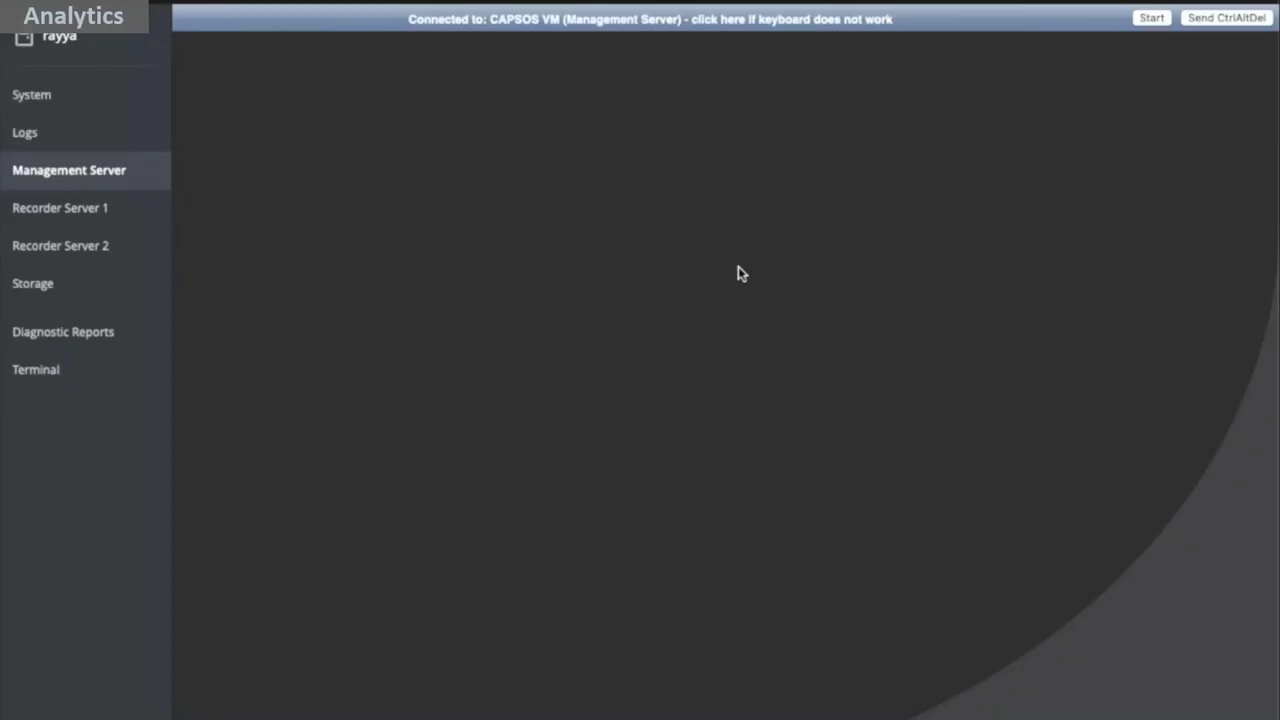 Analytics
rayya
Connected to: CAPSOS VM (Management Server) - click here if keyboard does not work
Start
Send CtrlAltDel
System
Logs
Management Server
Recorder Server 1
Recorder Server 2
Storage
Diagnostic Reports
Terminal